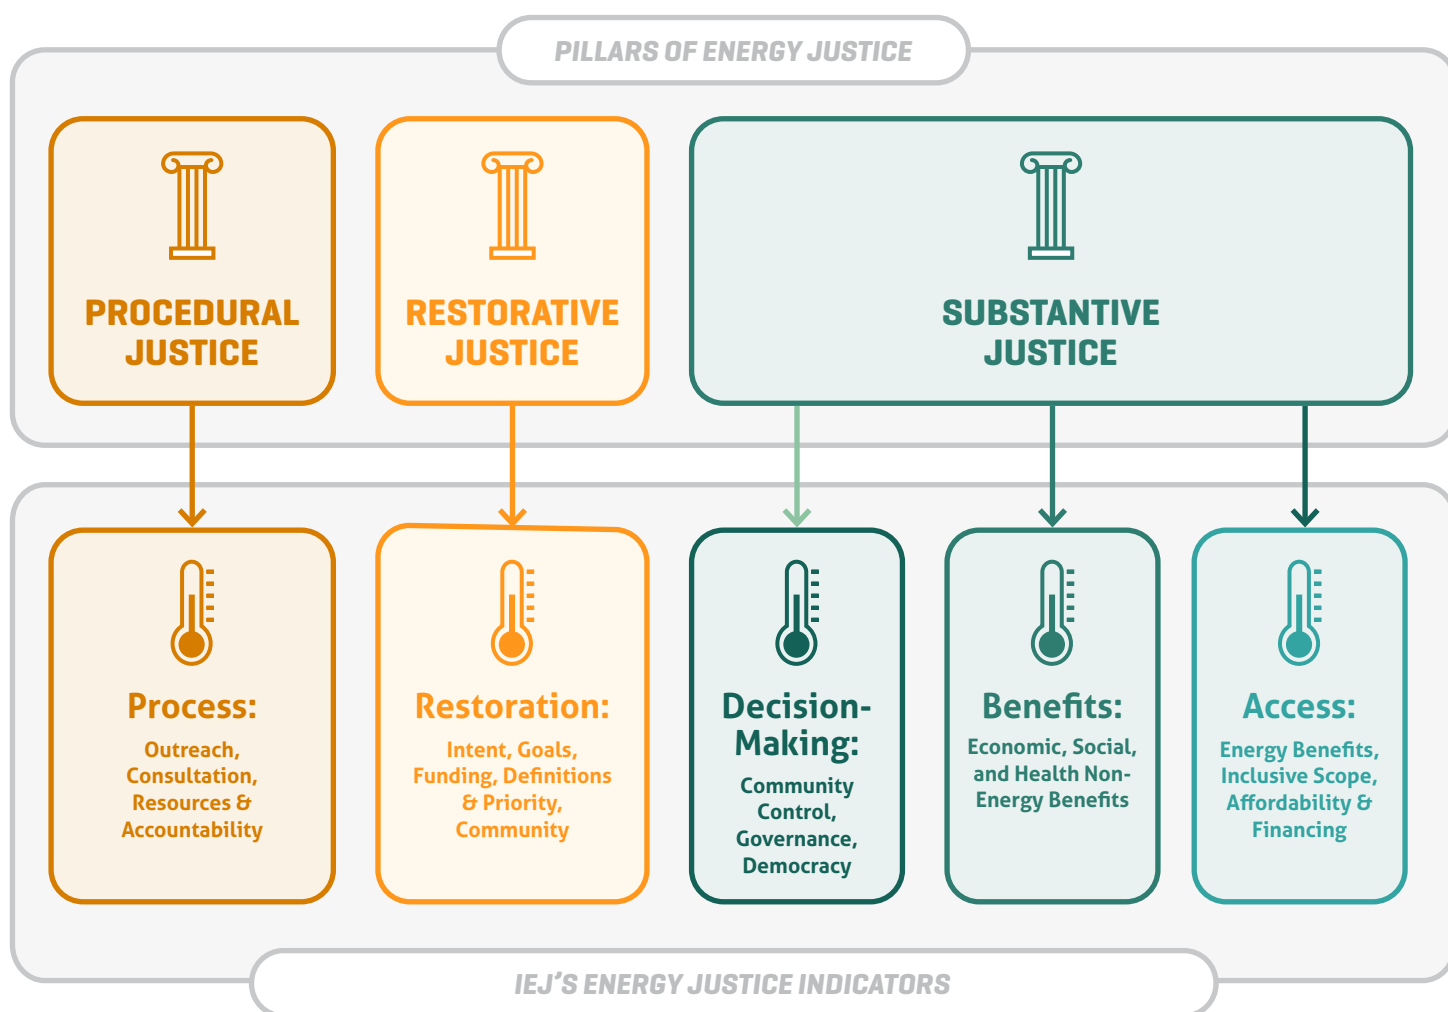 PILLARS OF ENERGY JUSTICE
PROCEDURAL
JUSTICE
RESTORATIVE
JUSTICE
SUBSTANTIVE
JUSTICE
Process:
Outreach,
Consultation,
Resources &
Accountability
Restoration:
Intent, Goals,
Funding, Definitions
& Priority,
Community
Decision-
Making:
Community
Control,
Governance,
Democracy
Benefits:
Economic, Social,
and Health Non-
Energy Benefits
Access:
Energy Benefits,
Inclusive Scope,
Affordability &
Financing
IEJ’S ENERGY JUSTICE INDICATORS